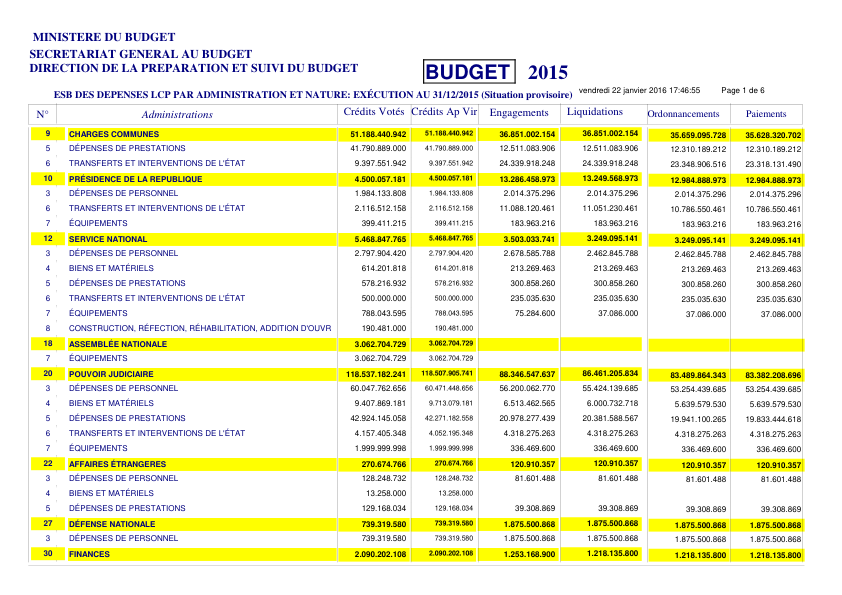 MINISTERE DU BUDGET
SECRETARIAT GENERAL AU BUDGET
DIRECTION DE LA PREPARATION ET SUIVI DU BUDGET
BUDGET 2015
ESB DES DEPENSES LCP PAR ADMINISTRATION ET NATURE: EXÉCUTION AU 31/12/2015 (Situation provisoire) vendredi 22 janvier 2016 17:46:55 Page 1 de 6
N° Administrations Crédits Votés Crédits Ap Vir Engagements Liquidations Ordonnancements Paiements
9 CHARGES COMMUNES 51.188.440.942 51.188.440.942 36.851.002.154 36.851.002.154 35.659.095.728 35.628.320.702
5 DÉPENSES DE PRESTATIONS 41.790.889.000 41.790.889.000 12.511.083.906 12.511.083.906 12.310.189.212 12.310.189.212
6 TRANSFERTS ET INTERVENTIONS DE L'ÉTAT 9.397.551.942 9.397.551.942 24.339.918.248 24.339.918.248 23.348.906.516 23.318.131.490
10 PRÉSIDENCE DE LA REPUBLIQUE 4.500.057.181 4.500.057.181 13.286.458.973 13.249.568.973 12.984.888.973 12.984.888.973
3 DÉPENSES DE PERSONNEL 1.984.133.808 1.984.133.808 2.014.375.296 2.014.375.296 2.014.375.296 2.014.375.296
6 TRANSFERTS ET INTERVENTIONS DE L'ÉTAT 2.116.512.158 2.116.512.158 11.088.120.461 11.051.230.461 10.786.550.461 10.786.550.461
7 ÉQUIPEMENTS 399.411.215 399.411.215 183.963.216 183.963.216 183.963.216 183.963.216
12 SERVICE NATIONAL 5.468.847.765 5.468.847.765 3.503.033.741 3.249.095.141 3.249.095.141 3.249.095.141
3 DÉPENSES DE PERSONNEL 2.797.904.420 2.797.904.420 2.678.585.788 2.462.845.788 2.462.845.788 2.462.845.788
4 BIENS ET MATÉRIELS 614.201.818 614.201.818 213.269.463 213.269.463 213.269.463 213.269.463
5 DÉPENSES DE PRESTATIONS 578.216.932 578.216.932 300.858.260 300.858.260 300.858.260 300.858.260
6 TRANSFERTS ET INTERVENTIONS DE L'ÉTAT 500.000.000 500.000.000 235.035.630 235.035.630 235.035.630 235.035.630
7 ÉQUIPEMENTS 788.043.595 788.043.595 75.284.600 37.086.000 37.086.000 37.086.000
8 CONSTRUCTION, RÉFECTION, RÉHABILITATION, ADDITION D'OUVR 190.481.000 190.481.000
18 ASSEMBLÉE NATIONALE 3.062.704.729 3.062.704.729
7 ÉQUIPEMENTS 3.062.704.729 3.062.704.729
20 POUVOIR JUDICIAIRE 118.537.182.241 118.507.905.741 88.346.547.637 86.461.205.834 83.489.864.343 83.382.208.696
3 DÉPENSES DE PERSONNEL 60.047.762.656 60.471.448.656 56.200.062.770 55.424.139.685 53.254.439.685 53.254.439.685
4 BIENS ET MATÉRIELS 9.407.869.181 9.713.079.181 6.513.462.565 6.000.732.718 5.639.579.530 5.639.579.530
5 DÉPENSES DE PRESTATIONS 42.924.145.058 42.271.182.558 20.978.277.439 20.381.588.567 19.941.100.265 19.833.444.618
6 TRANSFERTS ET INTERVENTIONS DE L'ÉTAT 4.157.405.348 4.052.195.348 4.318.275.263 4.318.275.263 4.318.275.263 4.318.275.263
7 ÉQUIPEMENTS 1.999.999.998 1.999.999.998 336.469.600 336.469.600 336.469.600 336.469.600
22 AFFAIRES ÉTRANGERES 270.674.766 270.674.766 120.910.357 120.910.357 120.910.357 120.910.357
3 DÉPENSES DE PERSONNEL 128.248.732 128.248.732 81.601.488 81.601.488 81.601.488 81.601.488
4 BIENS ET MATÉRIELS 13.258.000 13.258.000
5 DÉPENSES DE PRESTATIONS 129.168.034 129.168.034 39.308.869 39.308.869 39.308.869 39.308.869
27 DÉFENSE NATIONALE 739.319.580 739.319.580 1.875.500.868 1.875.500.868 1.875.500.868 1.875.500.868
3 DÉPENSES DE PERSONNEL 739.319.580 739.319.580 1.875.500.868 1.875.500.868 1.875.500.868 1.875.500.868
30 FINANCES 2.090.202.108 2.090.202.108 1.253.168.900 1.218.135.800 1.218.135.800 1.218.135.800